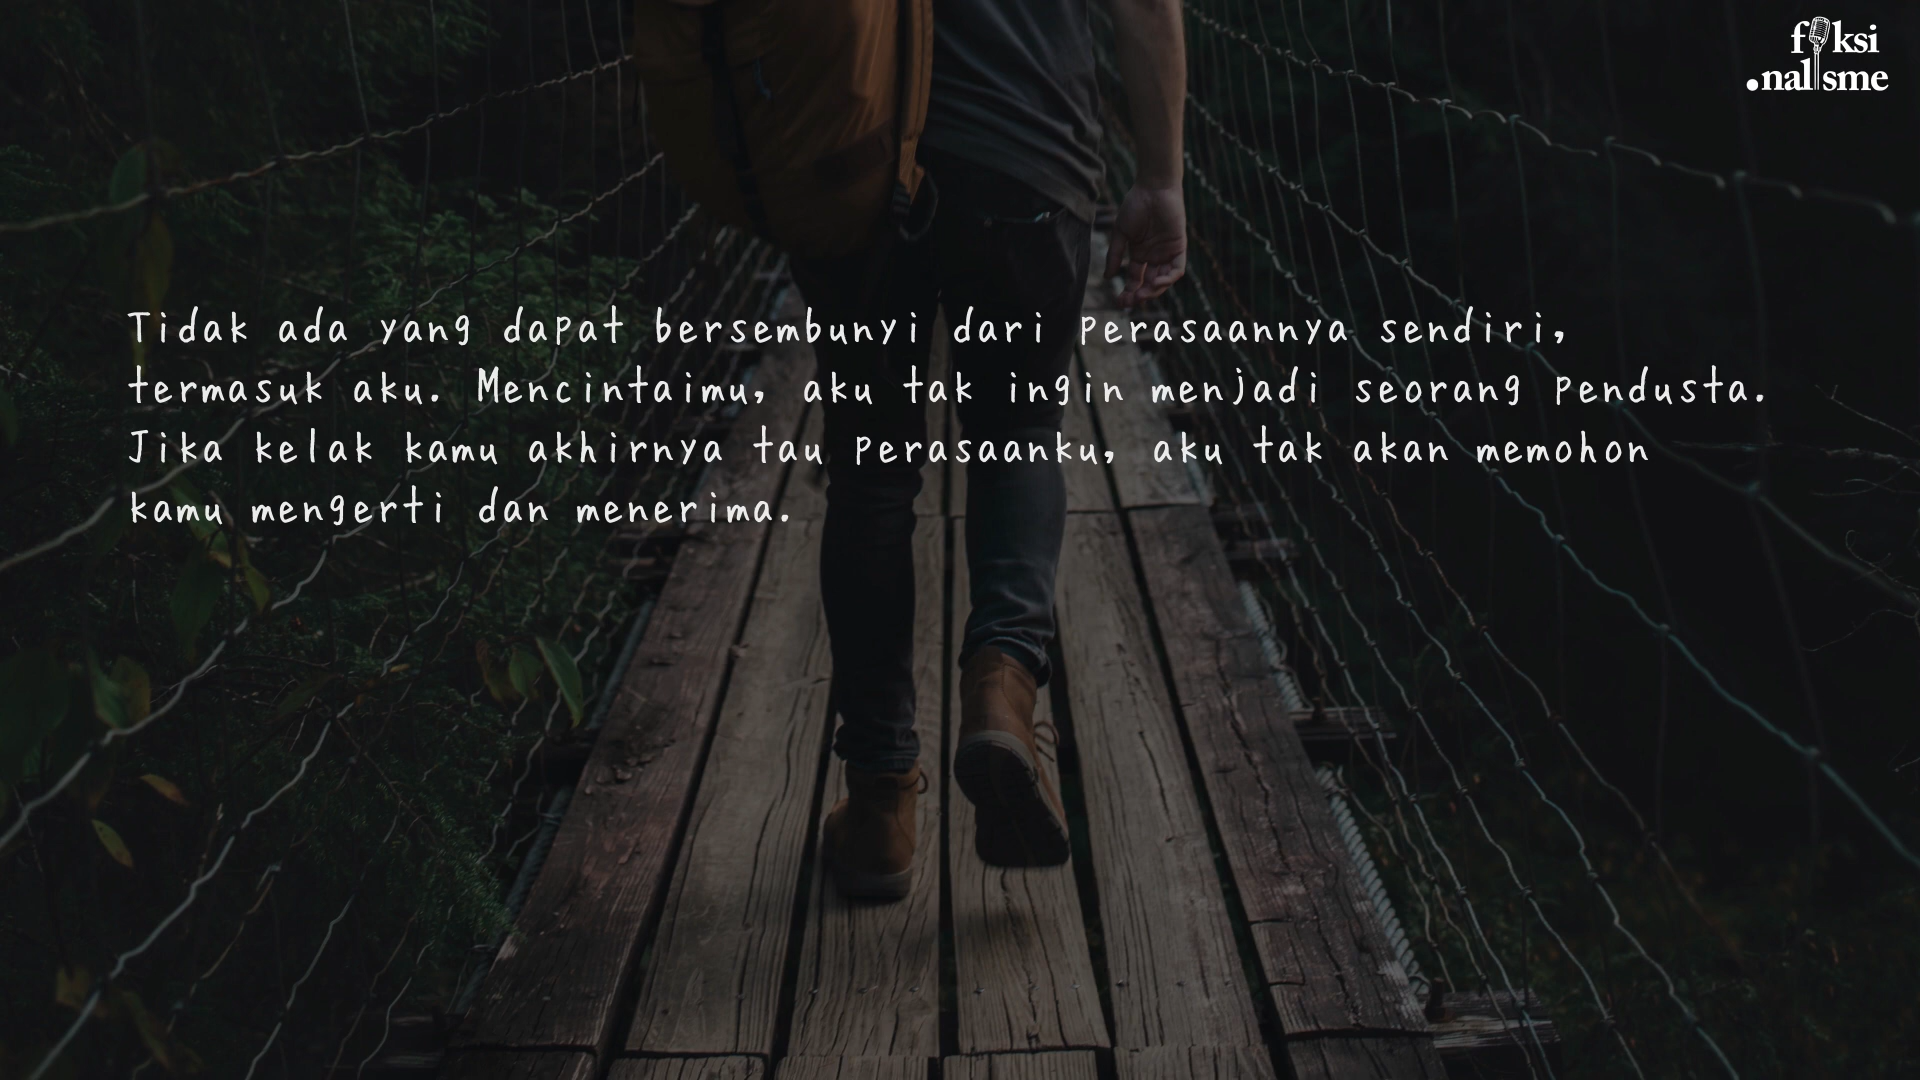 fiksi
.nalisme
Tidak ada yang dapat bersembunyi dari perasaannya sendiri,
termasuk aku. Mencintaimu, aku tak ingin menjadi seorang pendusta.
Jika kelak kamu akhirnya tau perasaanku, aku tak akan memohon
kamu mengerti dan menerima.